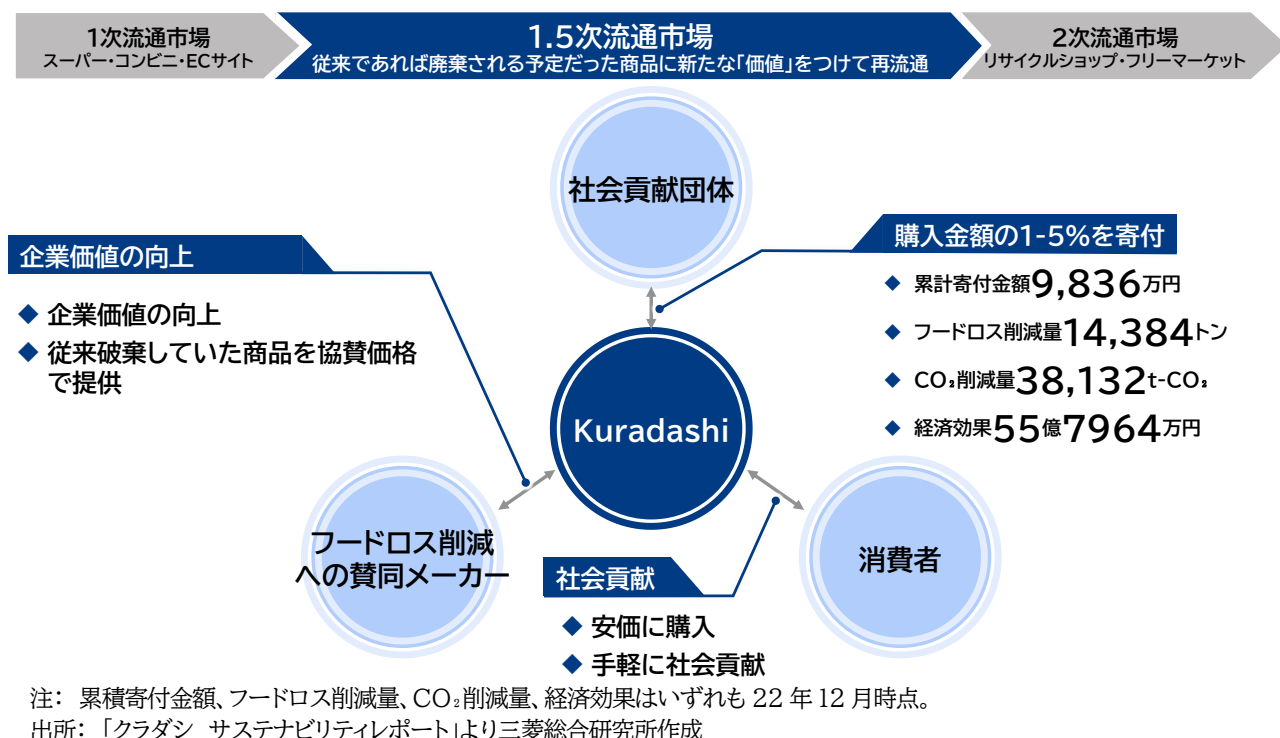 1次流通市場
スーパー・コンビニ・ECサイト
1.5次流通市場
従来であれば廃棄される予定だった商品に新たな「価値」をつけて再流通
2次流通市場
リサイクルショップ・フリーマーケット
社会貢献団体
企業価値の向上
◆ 企業価値の向上
◆ 従来破棄していた商品を協賛価格
で提供
購入金額の1-5%を寄付
◆ 累計寄付金額9,836万円
◆ フードロス削減量14,384トン
◆ CO₂削減量38,132t-CO₂
◆ 経済効果55億7964万円
Kuradashi
フードロス削減
への賛同メーカー
消費者
社会貢献
◆ 安価に購入
◆ 手軽に社会貢献
注: 累積寄付金額、フードロス削減量、CO₂削減量、経済効果はいずれも 22 年 12 月時点。
出所: 「クラダシ サステナビリティレポート」より三菱総合研究所作成